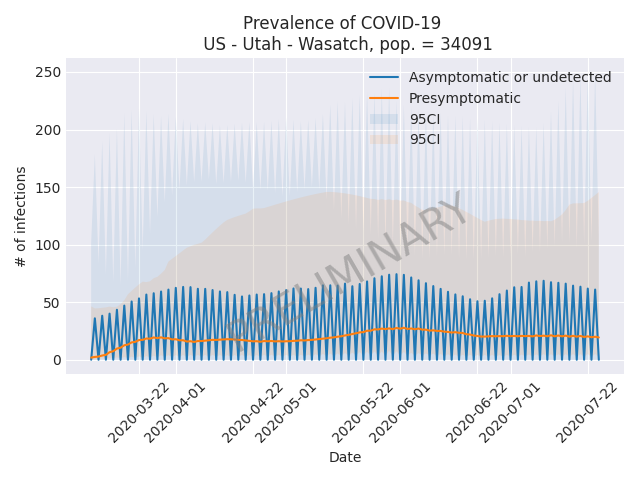 Prevalence of COVID-19
US - Utah - Wasatch, pop. = 34091
Asymptomatic or undetected
Presymptomatic
95CI
95CI
250
200
150
100
50
0
# of infections
PRELIMINARY
2020-03-22
2020-04-01
2020-04-22
2020-05-01
2020-05-22
2020-06-01
2020-06-22
2020-07-01
2020-07-22
Date